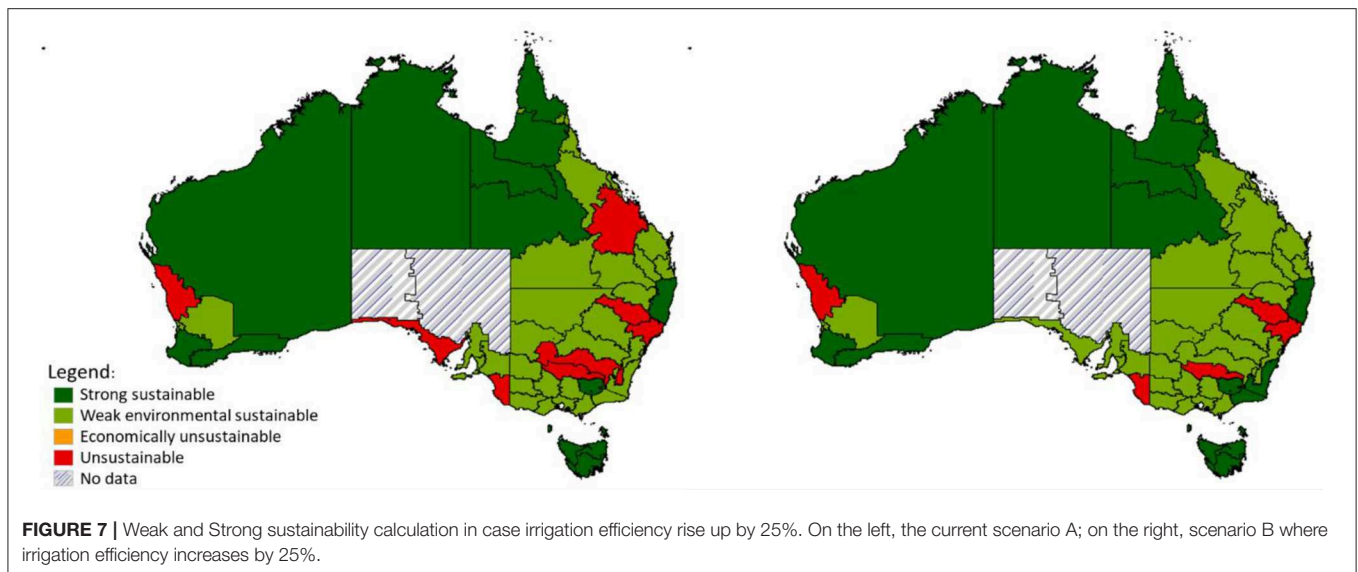 Legend:
Strong sustainable
Weak environmental sustainable
Economically unsustainable
Unsustainable
No data
FIGURE 7 | Weak and Strong sustainability calculation in case irrigation efficiency rise up by 25%. On the left, the current scenario A; on the right, scenario B where
irrigation efficiency increases by 25%.